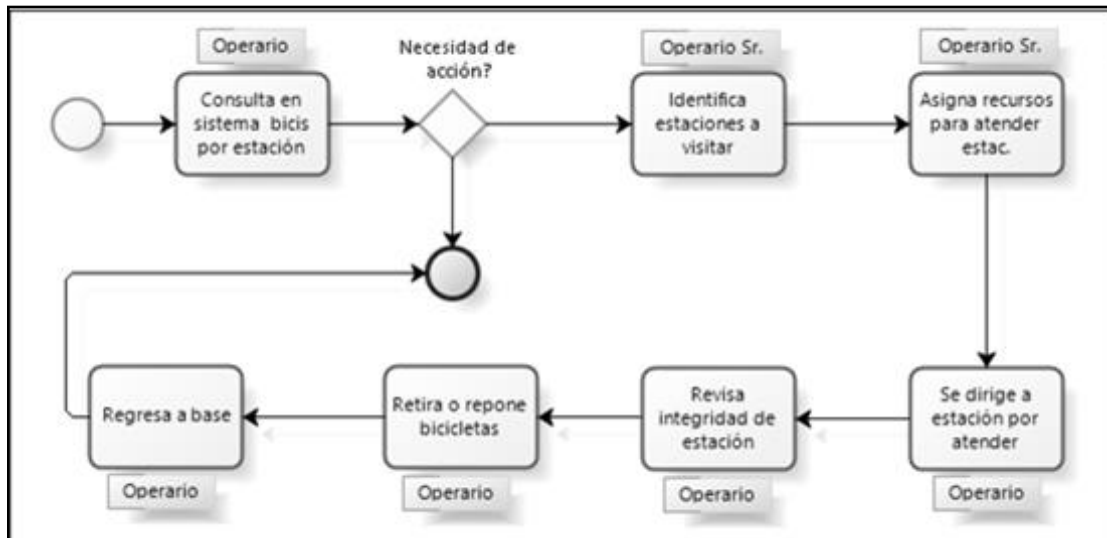 Operario
Consulta en
sistema bicis
por estación
Necesidad de
acción?
Operario Sr.
Identifica
estaciones a
visitar
Operario Sr.
Asigna recursos
para atender
estac.
Se dirige a
estación por
atender
Operario
Revisa
integridad de
estación
Operario
Retira o repone
bicicletas
Operario
Regresa a base
Operario